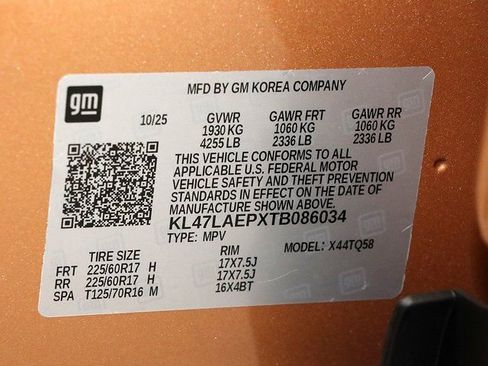 gm
MFD BY GM KOREA COMPANY
10/25 GVWR GAWR FRT GAWR RR
1930 KG 1060 KG 1060 KG
4255 LB 2336 LB 2336 LB
THIS VEHICLE CONFORMS TO ALL
APPLICABLE U.S. FEDERAL MOTOR
VEHICLE SAFETY AND THEFT PREVENTION
STANDARDS IN EFFECT ON THE DATE OF
MANUFACTURE SHOWN ABOVE.
KL47LAEPXTB086034
TYPE: MPV MODEL: X44TQ58
TIRE SIZE RIM
FRT 225/60R17 H 17X7.5J
RR 225/60R17 H 17X7.5J
SPA T125/70R16 M 16X4BT